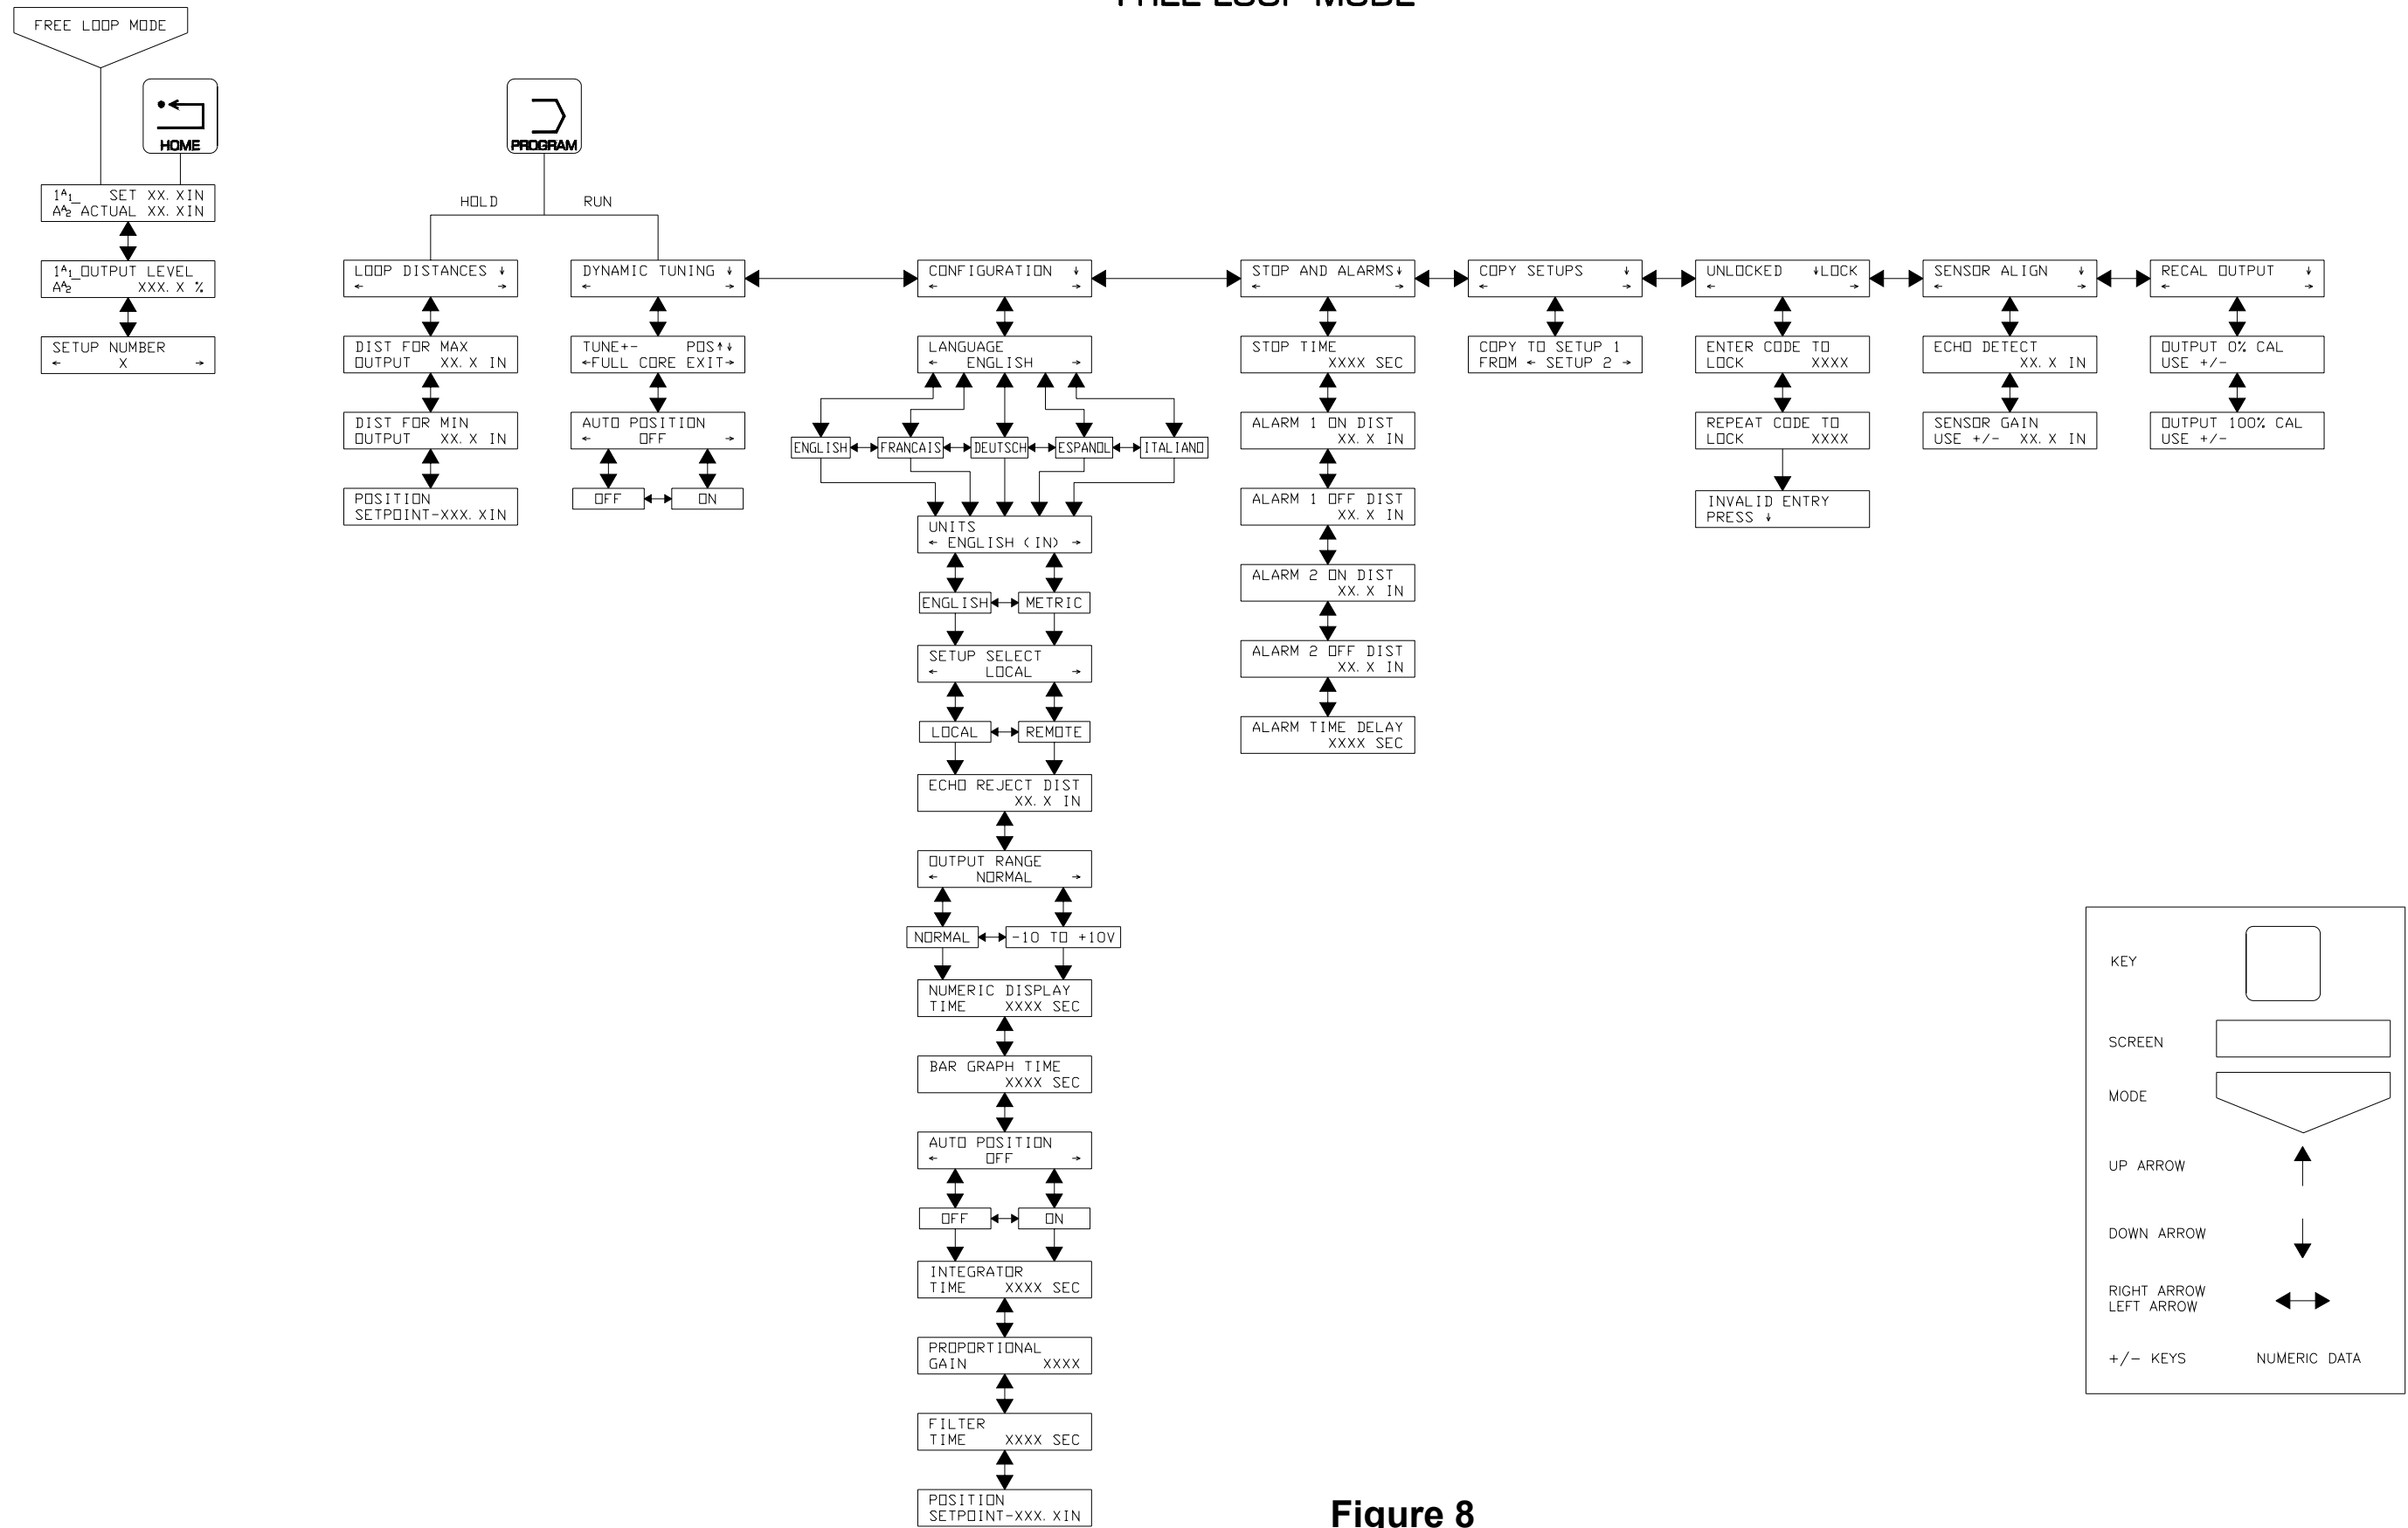 FREE LOOP MODE
FREE LOOP MODE
HOME
PROGRAM
HOLD
RUN
1A1_ SET XX.XIN
AA2 ACTUAL XX.XIN
1A1_OUTPUT LEVEL
AA2 XXX.X %
SETUP NUMBER
← X →
LOOP DISTANCES ↓
← →
DIST FOR MAX
OUTPUT XX.X IN
DIST FOR MIN
OUTPUT XX.X IN
POSITION
SETPOINT-XXX.XIN
DYNAMIC TUNING ↓
← →
TUNE+- POS↑↓
←FULL CORE EXIT→
AUTO POSITION
← OFF →
OFF
ON
CONFIGURATION ↓
← →
LANGUAGE
← ENGLISH →
ENGLISH
FRANCAIS
DEUTSCH
ESPANOL
ITALIANO
UNITS
← ENGLISH (IN) →
ENGLISH
METRIC
SETUP SELECT
← LOCAL →
LOCAL
REMOTE
ECHO REJECT DIST
XX.X IN
OUTPUT RANGE
← NORMAL →
NORMAL
-10 TO +10V
NUMERIC DISPLAY
TIME XXXX SEC
BAR GRAPH TIME
XXXX SEC
AUTO POSITION
← OFF →
OFF
ON
INTEGRATOR
TIME XXXX SEC
PROPORTIONAL
GAIN XXXX
FILTER
TIME XXXX SEC
POSITION
SETPOINT-XXX.XIN
STOP AND ALARMS↓
← →
STOP TIME
XXXX SEC
ALARM 1 ON DIST
XX.X IN
ALARM 1 OFF DIST
XX.X IN
ALARM 2 ON DIST
XX.X IN
ALARM 2 OFF DIST
XX.X IN
ALARM TIME DELAY
XXXX SEC
COPY SETUPS ↓
← →
COPY TO SETUP 1
FROM ← SETUP 2 →
UNLOCKED ↓LOCK
← →
ENTER CODE TO
LOCK XXXX
REPEAT CODE TO
LOCK XXXX
INVALID ENTRY
PRESS ↓
SENSOR ALIGN ↓
← →
ECHO DETECT
XX.X IN
SENSOR GAIN
USE +/- XX.X IN
RECAL OUTPUT ↓
← →
OUTPUT 0% CAL
USE +/-
OUTPUT 100% CAL
USE +/-
KEY
SCREEN
MODE
UP ARROW
DOWN ARROW
RIGHT ARROW
LEFT ARROW
+/- KEYS NUMERIC DATA
Figure 8